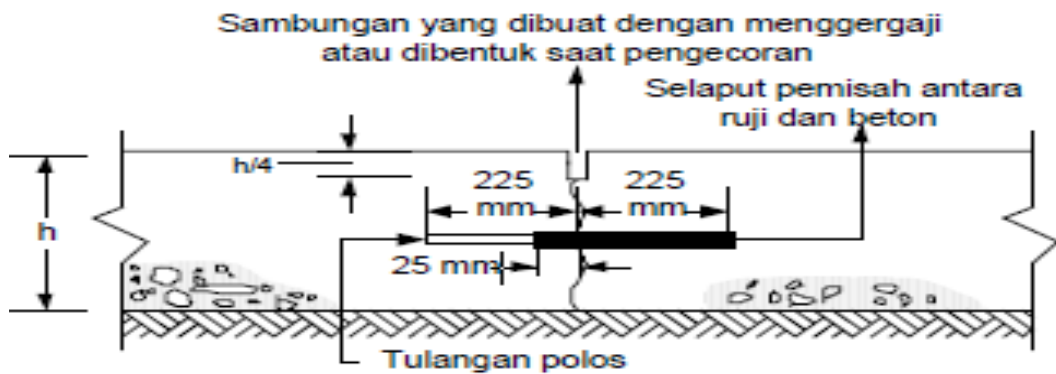 Sambungan yang dibuat dengan menggergaji
atau dibentuk saat pengecoran
Selaput pemisah antara
ruji dan beton
h/4
225
mm
225
mm
h
25 mm
Tulangan polos